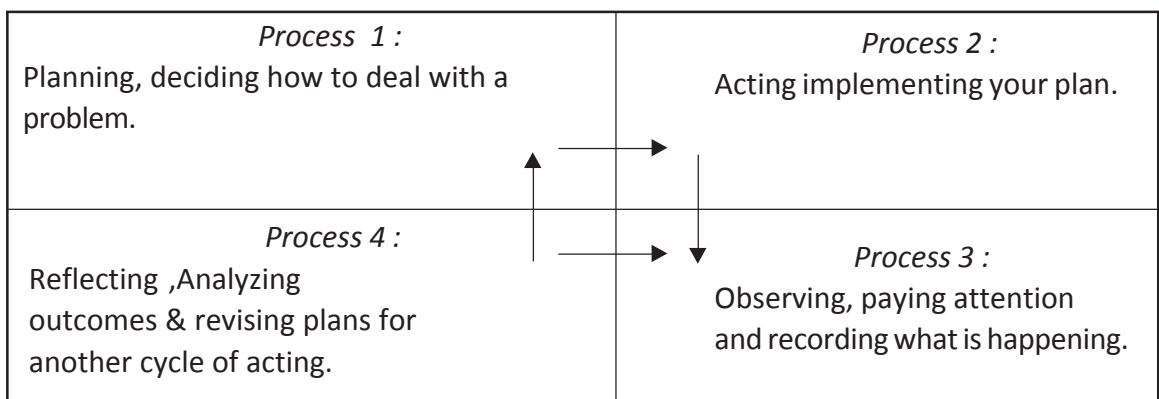 Process 1 :
Planning, deciding how to deal with a
problem.
Process 2 :
Acting implementing your plan.
Process 4 :
Reflecting ,Analyzing
outcomes & revising plans for
another cycle of acting.
Process 3 :
Observing, paying attention
and recording what is happening.